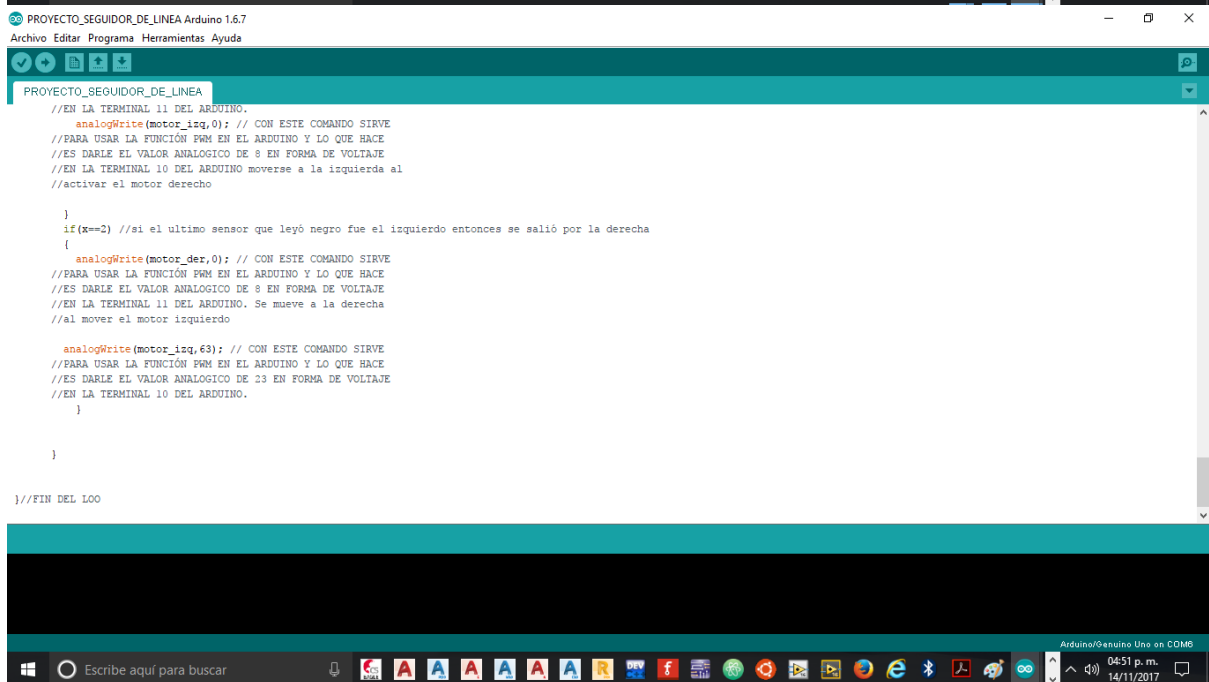 PROYECTO_SEGUIDOR_DE_LINEA Arduino 1.6.7
Archivo Editar Programa Herramientas Ayuda
PROYECTO_SEGUIDOR_DE_LINEA
//EN LA TERMINAL 11 DEL ARDUINO.
analogWrite(motor_izq,0); // CON ESTE COMANDO SIRVE
//PARA USAR LA FUNCIÓN PWM EN EL ARDUINO Y LO QUE HACE
//ES DARLE EL VALOR ANALOGICO DE 8 EN FORMA DE VOLTAJE
//EN LA TERMINAL 10 DEL ARDUINO moverse a la izquierda al
//activar el motor derecho
}
if(x==2) //si el ultimo sensor que leyó negro fue el izquierdo entonces se salió por la derecha
{
analogWrite(motor_der,0); // CON ESTE COMANDO SIRVE
//PARA USAR LA FUNCIÓN PWM EN EL ARDUINO Y LO QUE HACE
//ES DARLE EL VALOR ANALOGICO DE 8 EN FORMA DE VOLTAJE
//EN LA TERMINAL 11 DEL ARDUINO. Se mueve a la derecha
//al mover el motor izquierdo
analogWrite(motor_izq,63); // CON ESTE COMANDO SIRVE
//PARA USAR LA FUNCIÓN PWM EN EL ARDUINO Y LO QUE HACE
//ES DARLE EL VALOR ANALOGICO DE 23 EN FORMA DE VOLTAJE
//EN LA TERMINAL 10 DEL ARDUINO.
}
}
}//FIN DEL LOO
Arduino/Genuino Uno on COM6
Escribe aquí para buscar
04:51 p. m.
14/11/2017